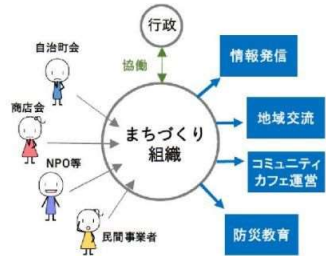 行政
協働
自治町会
商店会
NPO等
民間事業者
まちづくり
組織
情報発信
地域交流
コミュニティ
カフェ運営
防災教育